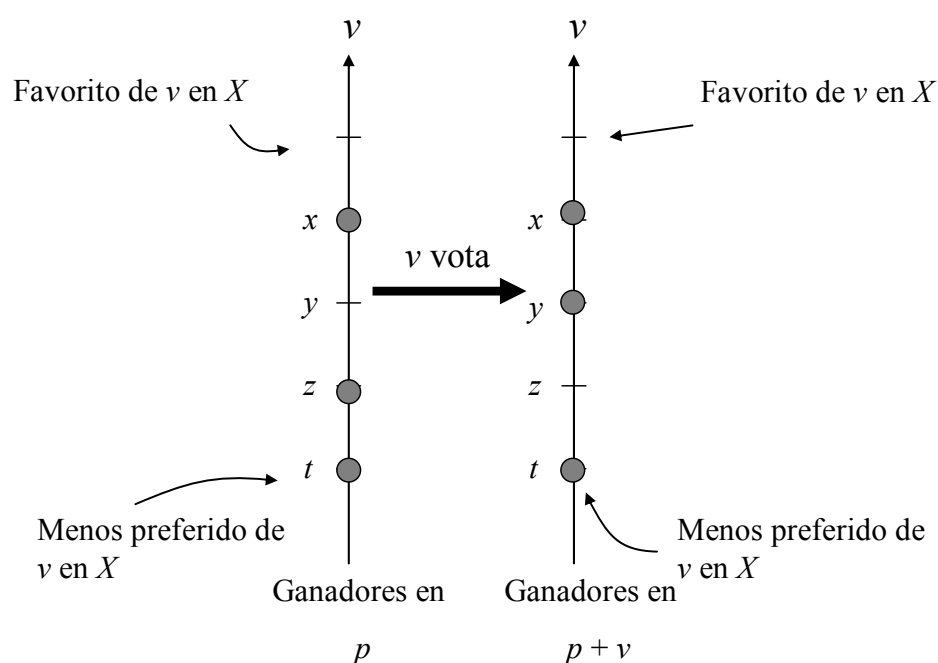 v
v
Favorito de v en X
Favorito de v en X
x
x
v vota
y
y
z
z
t
t
Menos preferido de
v en X
Menos preferido de
v en X
Ganadores en
p
Ganadores en
p + v